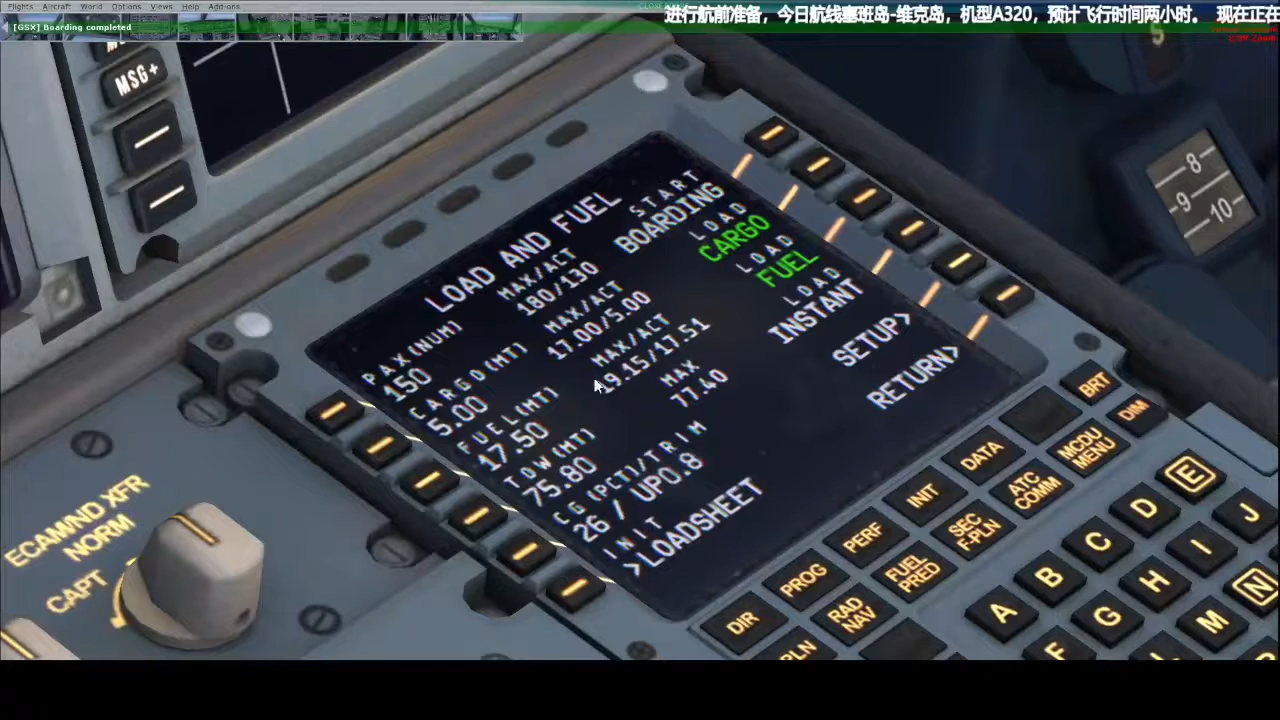 Flights Aircraft World Options Views Help Add-ons
[GSX] Boarding completed
进行航前准备，今日航线塞班岛-维克岛，机型A320，预计飞行时间两小时。 现在正在
MSG+
8
9
10
LOAD AND FUEL
PAX(NUM) MAX/ACT START
150 180/130 BOARDING
CARGO(MT) MAX/ACT LOAD
5.00 17.00/5.00 CARGO
FUEL(MT) MAX/ACT LOAD
17.50 19.15/17.51 FUEL
TOW(MT) MAX LOAD
75.80 77.40 INSTANT
CG(PCT)/TRIM
26 / UP0.8 SETUP>
INIT
>LOADSHEET RETURN>
ECAM/ND XFR
NORM
CAPT
BRT
DIM
DIR
PROG
PERF
INIT
DATA
PLN
RAD NAV
FUEL PRED
SEC F-PLN
ATC COMM
MCDU MENU
A
B
C
D
E
F
G
H
I
J
L
M
N